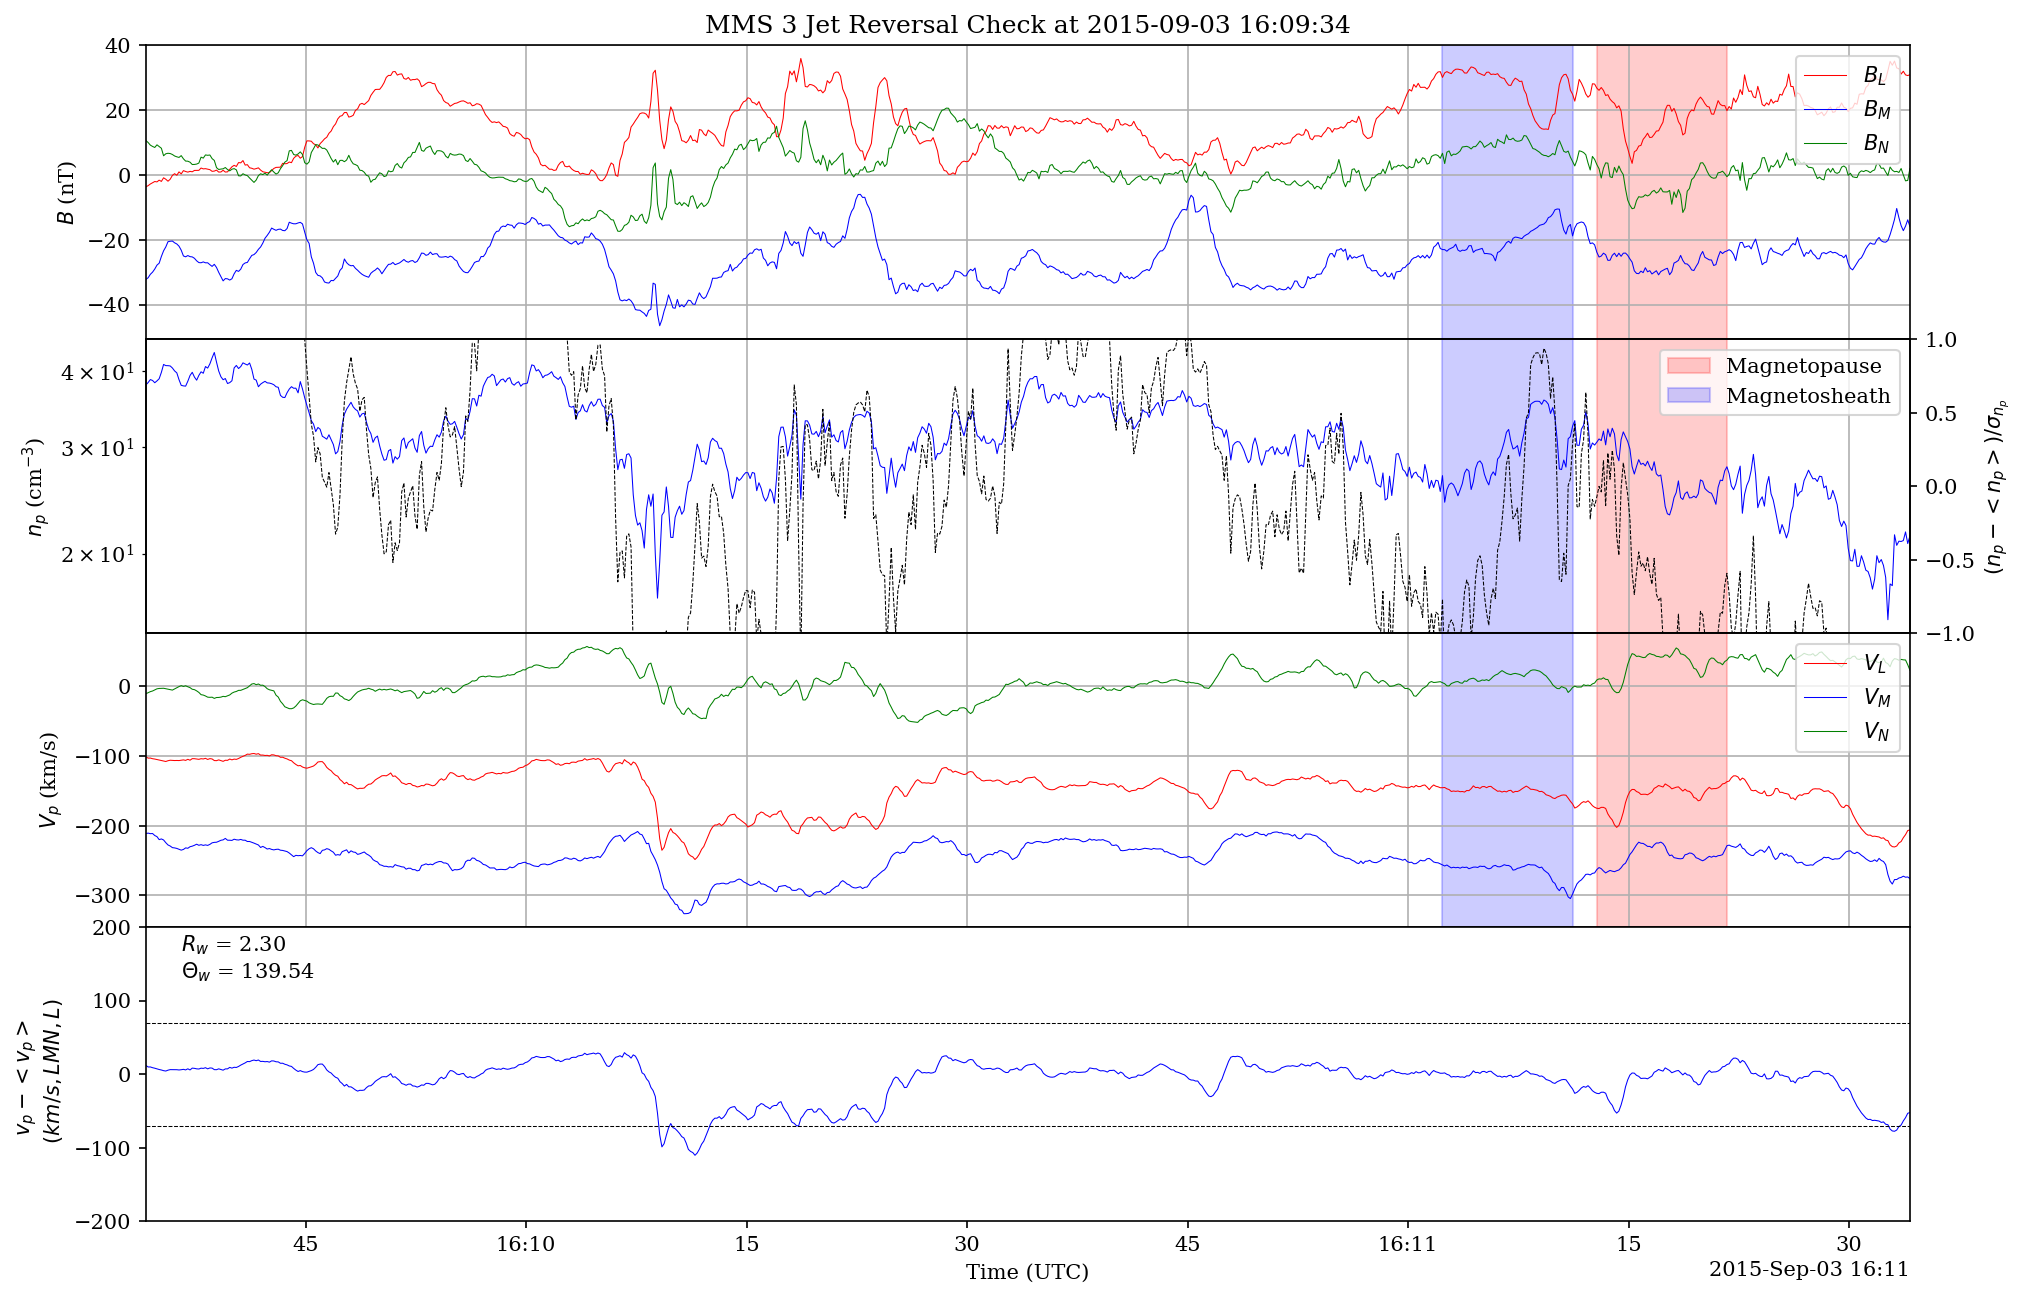 MMS 3 Jet Reversal Check at 2015-09-03 16:09:34
40
20
0
−20
−40
B (nT)
B_L
B_M
B_N
4 × 10^1
3 × 10^1
2 × 10^1
n_p (cm^−3)
1.0
0.5
0.0
−0.5
−1.0
(n_p − < n_p >)/σ_{n_p}
Magnetopause
Magnetosheath
0
−100
−200
−300
V_p (km/s)
V_L
V_M
V_N
200
100
0
−100
−200
v_p − < v_p >
(km/s, LMN, L)
R_w = 2.30
Θ_w = 139.54
45 16:10 15 30 45 16:11 15 30
Time (UTC)
2015-Sep-03 16:11